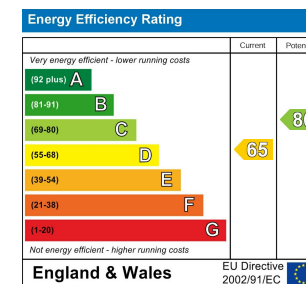 Energy Efficiency Rating
Current
Very energy efficient - lower running costs
(92 plus) A
(81-91) B
(69-80) C
(55-68) D
65
(39-54) E
(21-38) F
(1-20) G
Not energy efficient - higher running costs
England & Wales
EU Directive
2002/91/EC